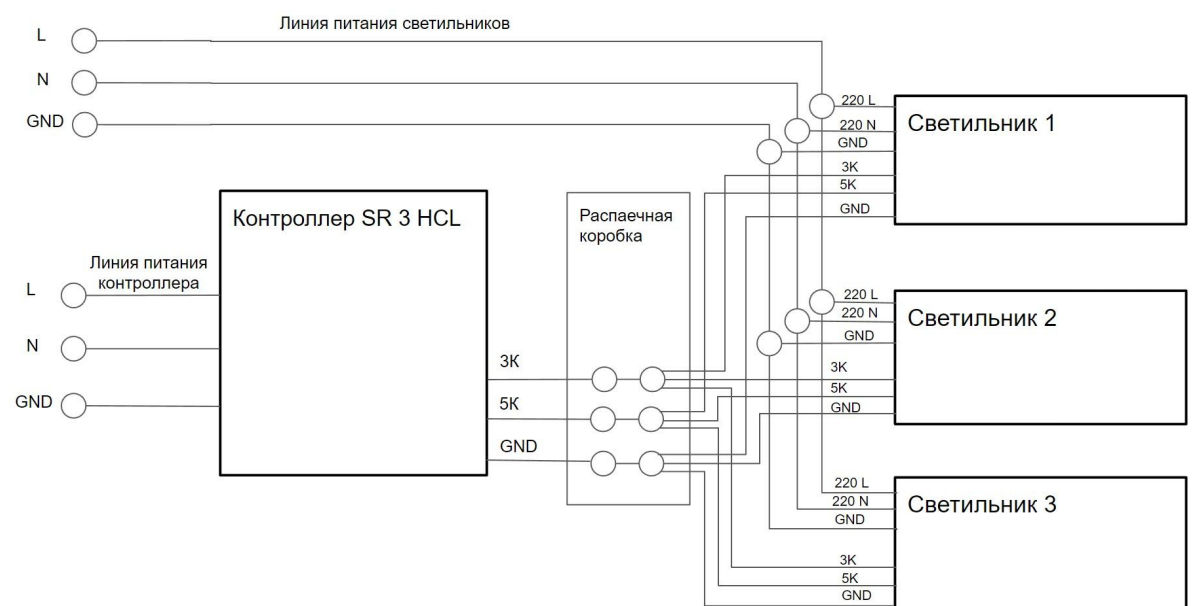 Линия питания светильников
L
N
GND
220 L
220 N
GND
3K
5K
GND
Светильник 1
Контроллер SR 3 HCL
Распаечная
коробка
Линия питания
контроллера
L
N
GND
3К
5К
GND
220 L
220 N
GND
3K
5K
GND
Светильник 2
220 L
220 N
GND
3K
5K
GND
Светильник 3